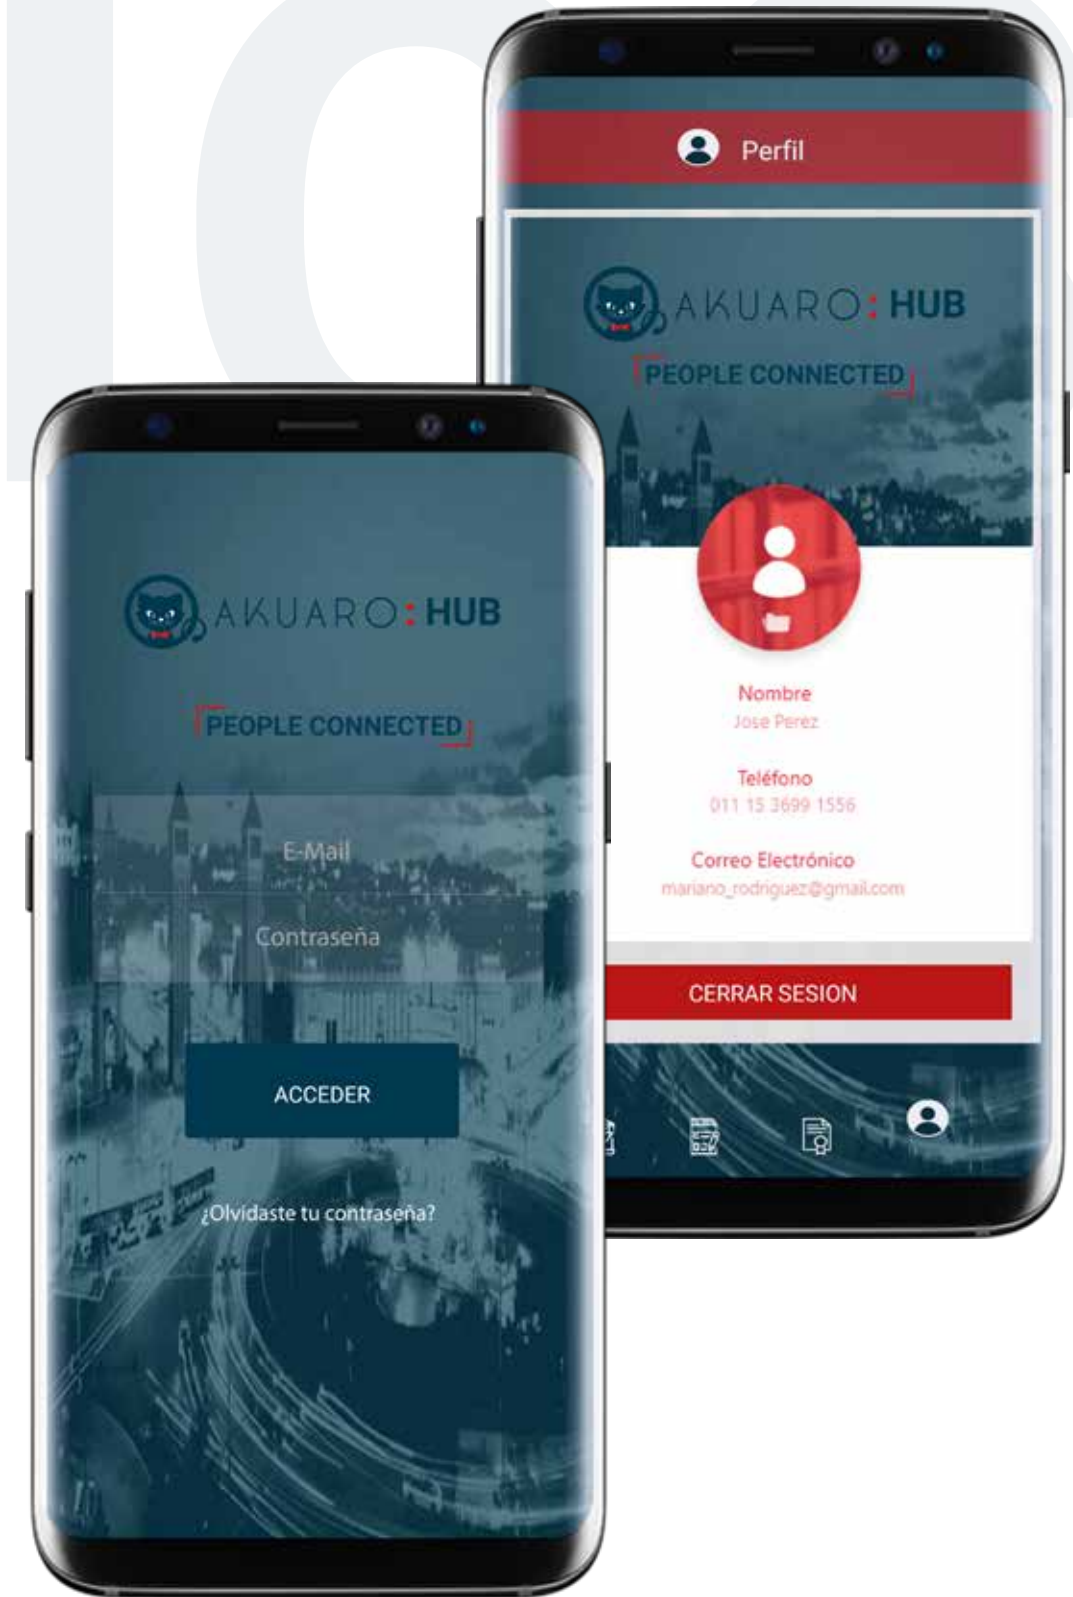 Perfil
AKUARO:HUB
PEOPLE CONNECTED
Nombre
Jose Perez
Teléfono
011 15 3699 1556
Correo Electrónico
mariano_rodriguez@gmail.com
CERRAR SESION
AKUARO:HUB
PEOPLE CONNECTED
E-Mail
Contraseña
ACCEDER
¿Olvidaste tu contraseña?